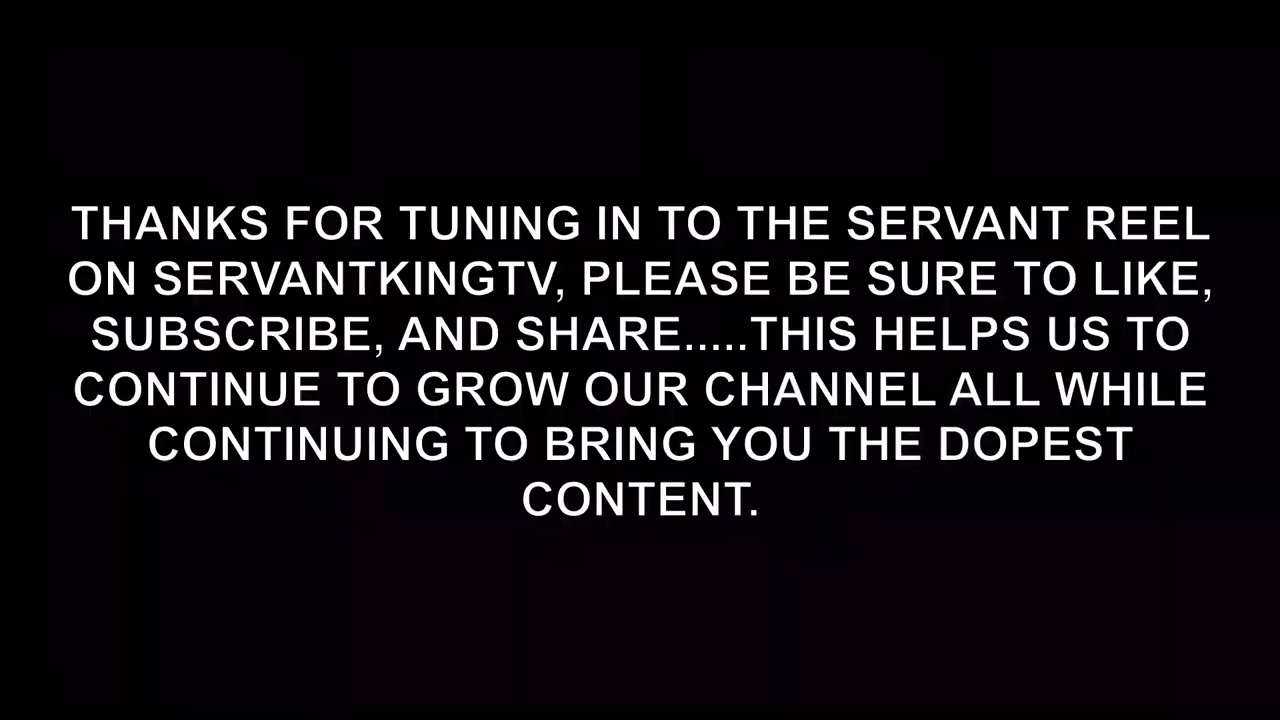 THANKS FOR TUNING IN TO THE SERVANT REEL
ON SERVANTKINGTV, PLEASE BE SURE TO LIKE,
SUBSCRIBE, AND SHARE.....THIS HELPS US TO
CONTINUE TO GROW OUR CHANNEL ALL WHILE
CONTINUING TO BRING YOU THE DOPEST
CONTENT.